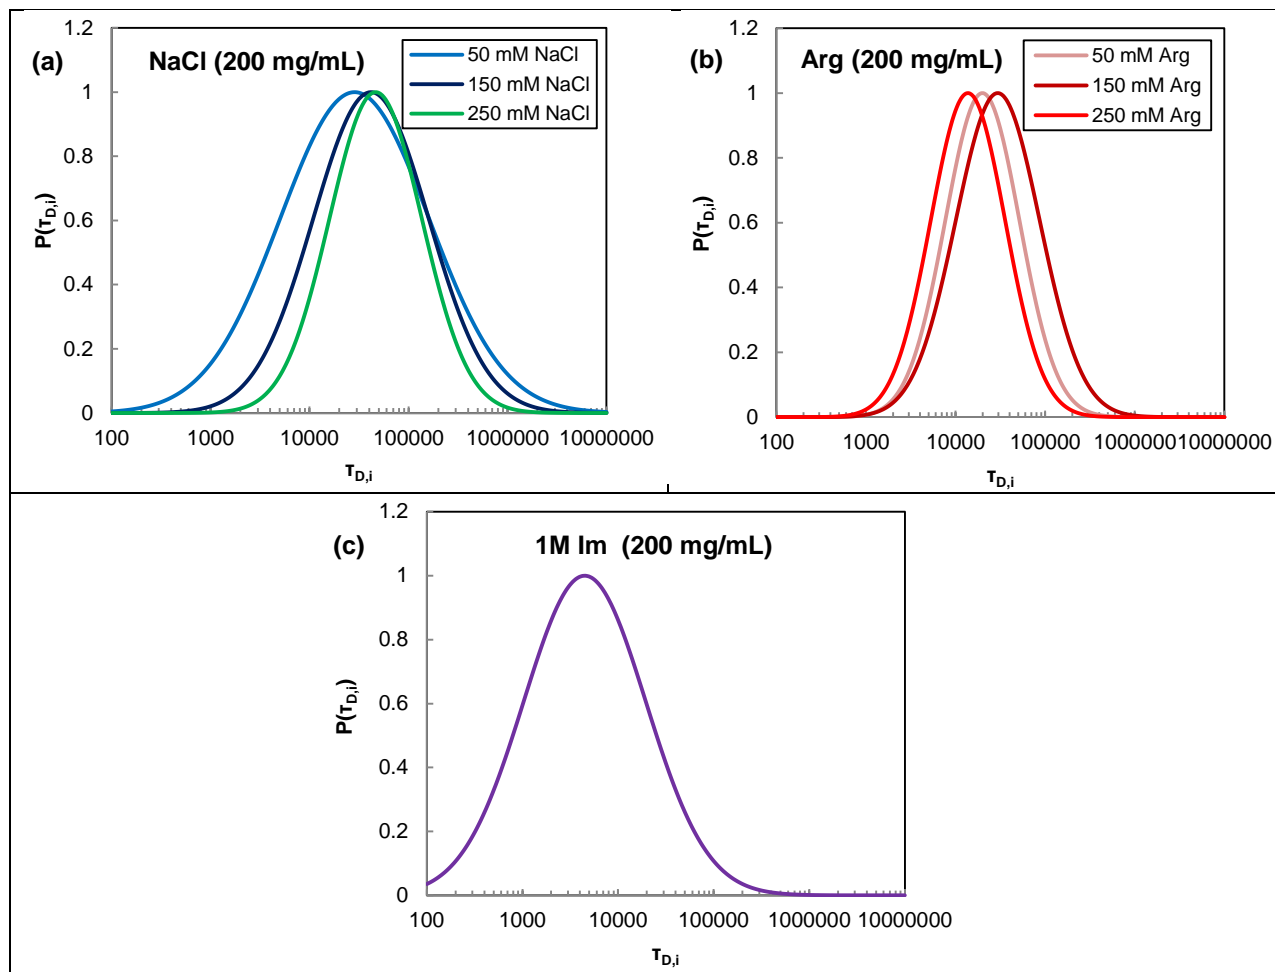 (a)
NaCl (200 mg/mL)
50 mM NaCl
150 mM NaCl
250 mM NaCl
1.2
1
0.8
0.6
0.4
0.2
0
P(τD,i)
100 1000 10000 100000 1000000 10000000
τD,i
(b)
Arg (200 mg/mL)
50 mM Arg
150 mM Arg
250 mM Arg
1.2
1
0.8
0.6
0.4
0.2
0
P(τD,i)
100 1000 10000 100000 1000000 10000000
τD,i
(c)
1M Im (200 mg/mL)
1.2
1
0.8
0.6
0.4
0.2
0
P(τD,i)
100 1000 10000 100000 1000000 10000000
τD,i